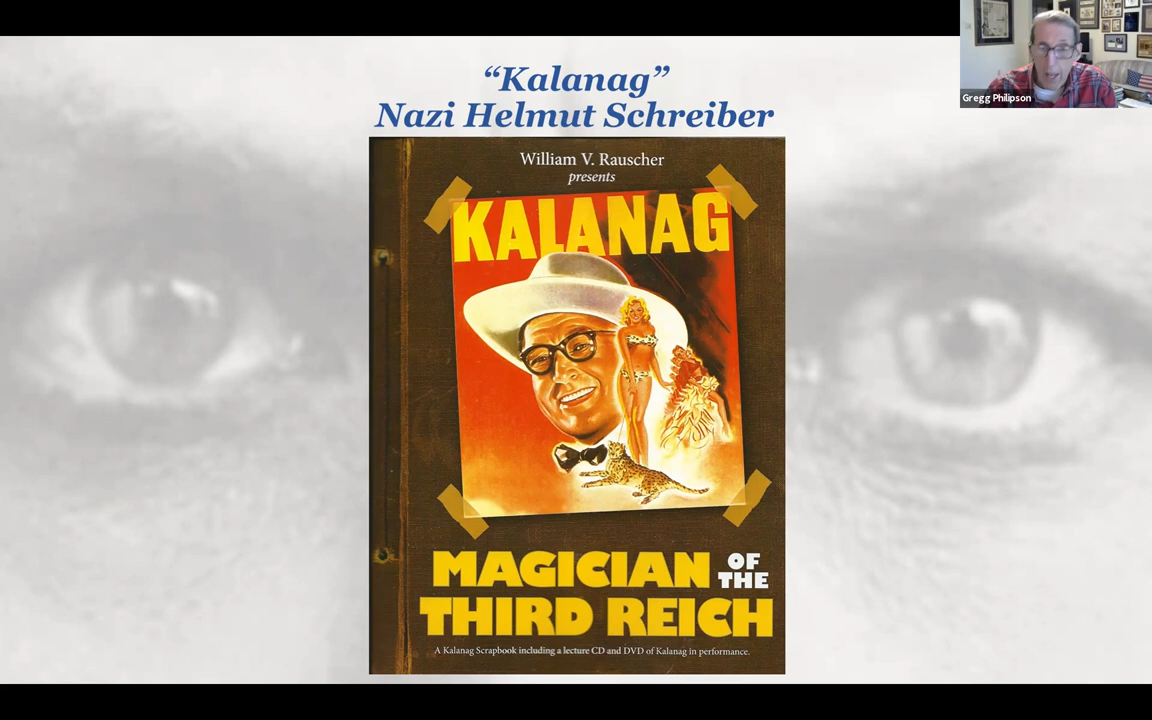 “Kalanag”
Nazi Helmut Schreiber
William V. Rauscher
presents
KALANAG
MAGICIAN OF THE
THIRD REICH
A Kalanag Scrapbook including a lecture CD and DVD of Kalanag in performance.
Gregg Philipson